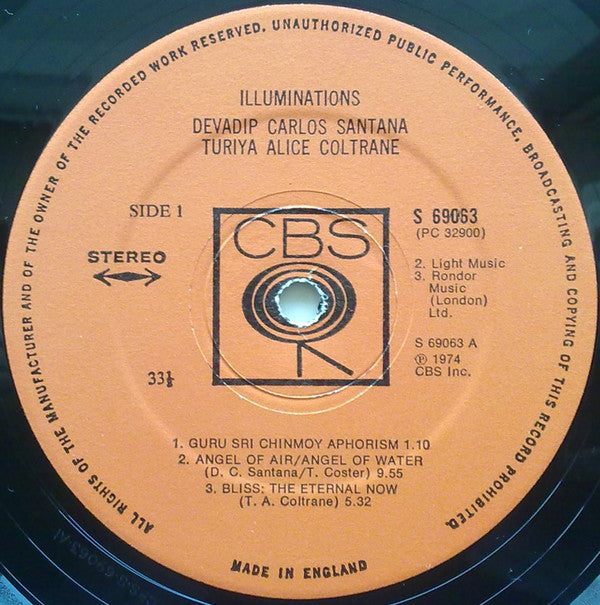 ALL RIGHTS OF THE MANUFACTURER AND OF THE OWNER OF THE RECORDED WORK RESERVED. UNAUTHORIZED PUBLIC PERFORMANCE, BROADCASTING AND COPYING OF THIS RECORD PROHIBITED.
ILLUMINATIONS
DEVADIP CARLOS SANTANA
TURIYA ALICE COLTRANE
SIDE 1
STEREO
33⅓
CBS
S 69063
(PC 32900)
2. Light Music
3. Rondor
Music
(London)
Ltd.
S 69063 A
℗ 1974
CBS Inc.
1. GURU SRI CHINMOY APHORISM 1.10
2. ANGEL OF AIR/ANGEL OF WATER
(D. C. Santana/T. Coster) 9.55
3. BLISS: THE ETERNAL NOW
(T. A. Coltrane) 5.32
MADE IN ENGLAND